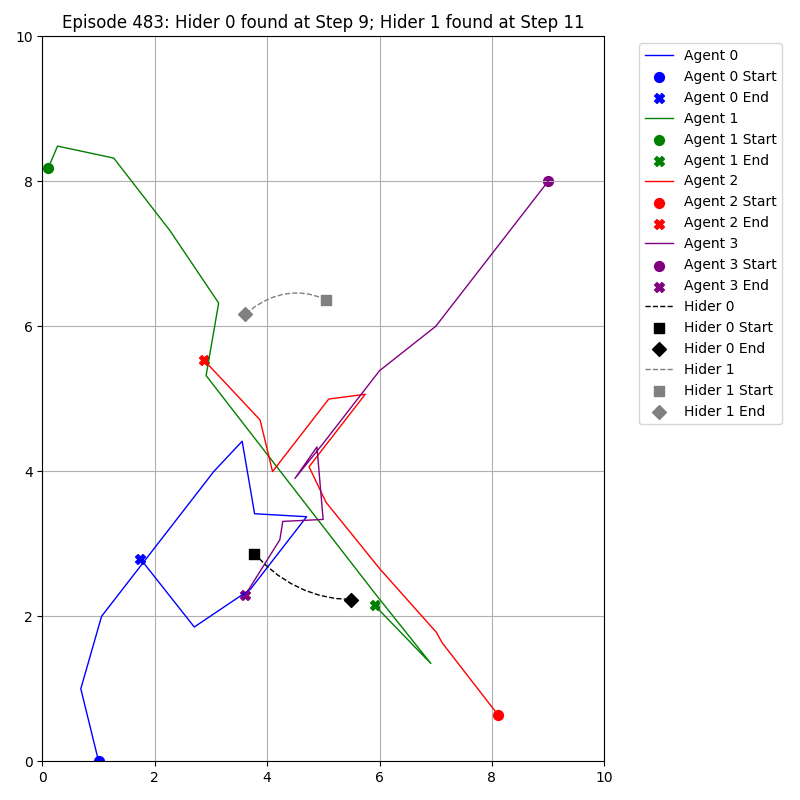 Episode 483: Hider 0 found at Step 9; Hider 1 found at Step 11
10
8
6
4
2
0
0 2 4 6 8 10
Agent 0
Agent 0 Start
Agent 0 End
Agent 1
Agent 1 Start
Agent 1 End
Agent 2
Agent 2 Start
Agent 2 End
Agent 3
Agent 3 Start
Agent 3 End
Hider 0
Hider 0 Start
Hider 0 End
Hider 1
Hider 1 Start
Hider 1 End